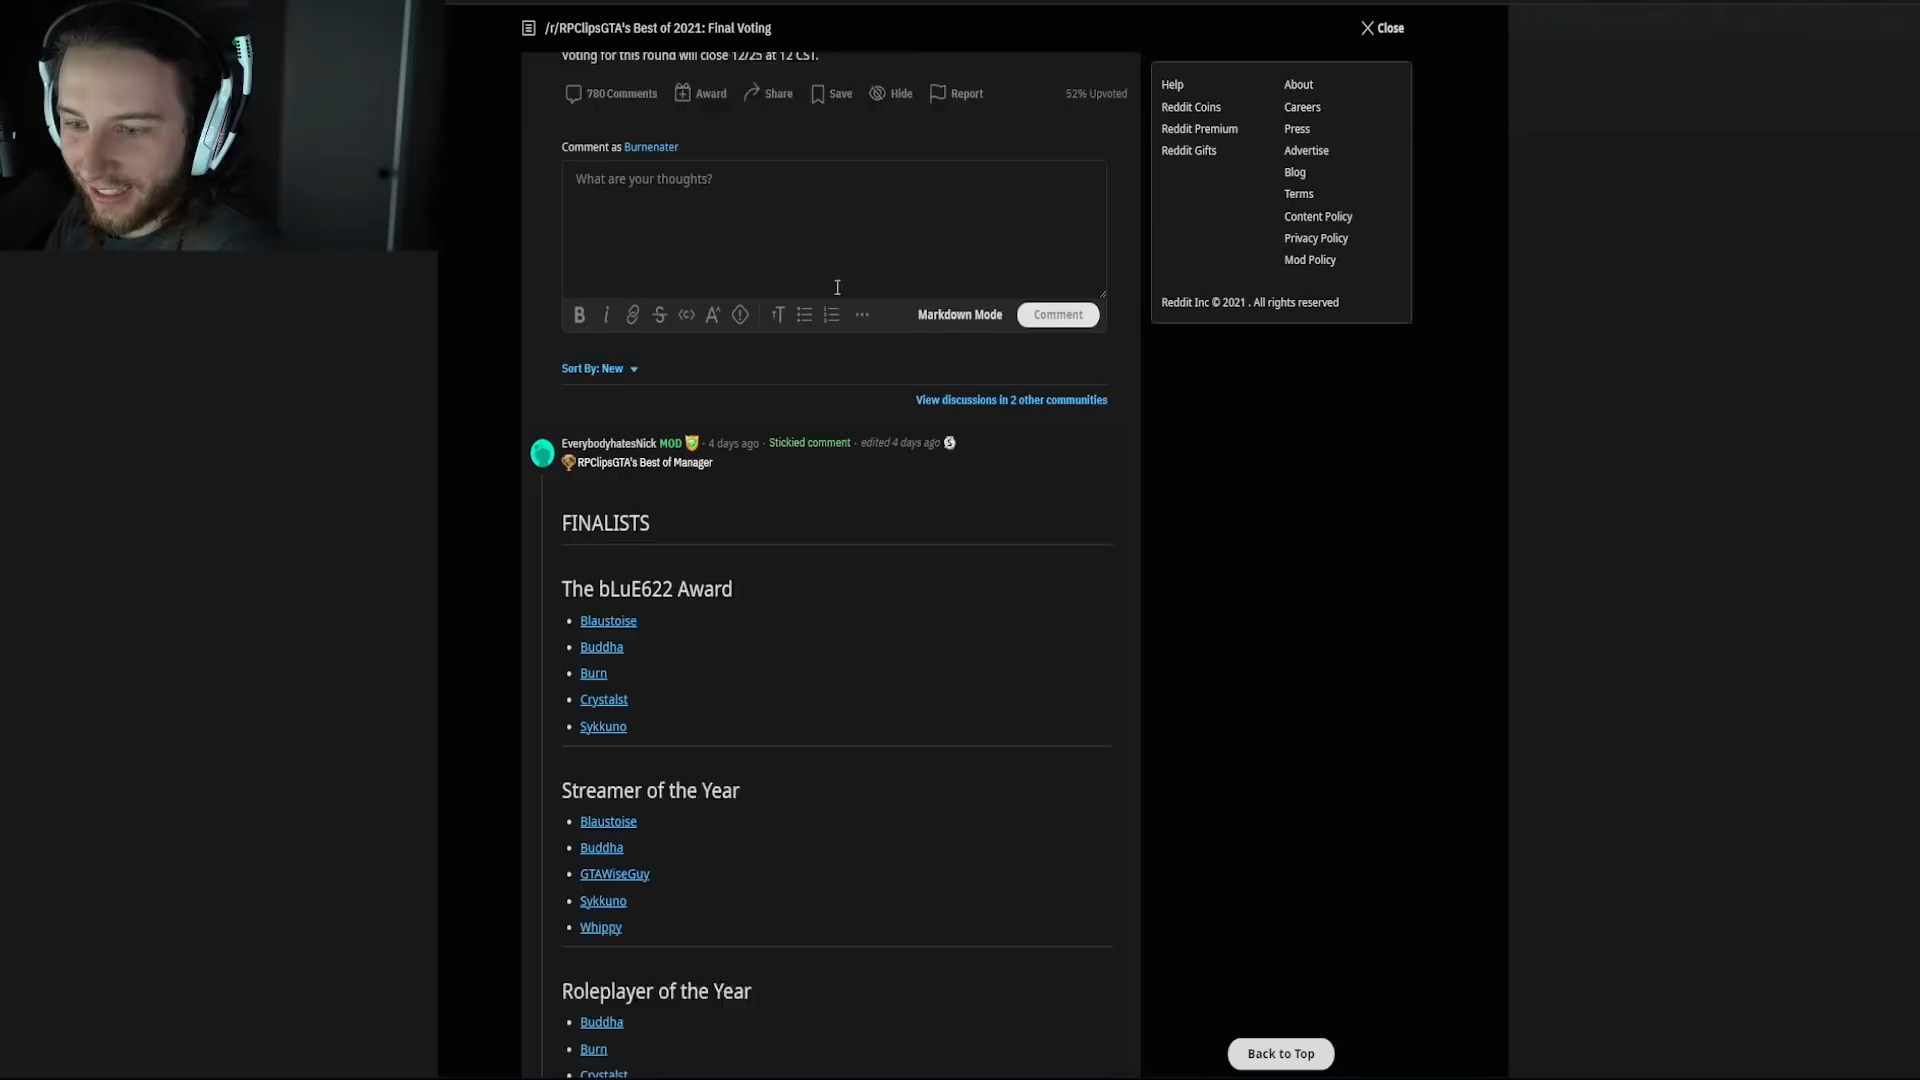 /r/RPClipsGTA's Best of 2021: Final Voting
Close
Voting for this round will close 12/25 at 12 CST.
780 Comments Award Share Save Hide Report 52% Upvoted
Comment as Burnenater
What are your thoughts?
Markdown Mode Comment
Sort By: New
View discussions in 2 other communities
EverybodyhatesNick MOD · 4 days ago · Stickied comment · edited 4 days ago
RPClipsGTA's Best of Manager
FINALISTS
The bLuE622 Award
Blaustoise
Buddha
Burn
Crystalst
Sykkuno
Streamer of the Year
Blaustoise
Buddha
GTAWiseGuy
Sykkuno
Whippy
Roleplayer of the Year
Buddha
Burn
Crystalst
Help About
Reddit Coins Careers
Reddit Premium Press
Reddit Gifts Advertise
Blog
Terms
Content Policy
Privacy Policy
Mod Policy
Reddit Inc © 2021 . All rights reserved
Back to Top